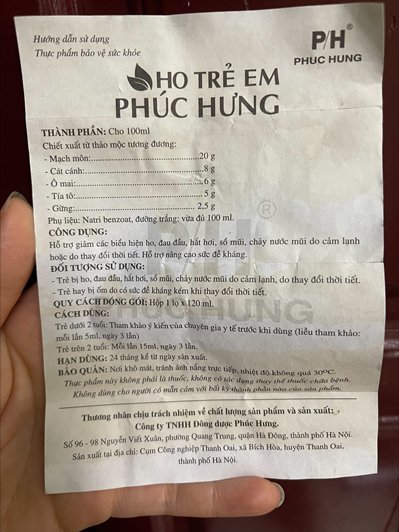 Hướng dẫn sử dụng
Thực phẩm bảo vệ sức khỏe
P/H®
PHUC HUNG
HO TRẺ EM
PHÚC HƯNG
THÀNH PHẦN: Cho 100ml
Chiết xuất từ thảo mộc tương đương:
- Mạch môn:..............................20 g
- Cát cánh:..............................8 g
- Ô mai:..............................6 g
- Tía tô:..............................5 g
- Gừng:..............................2,5 g
Phụ liệu: Natri benzoat, đường trắng: vừa đủ 100 ml.
CÔNG DỤNG:
Hỗ trợ giảm các biểu hiện ho, đau đầu, hắt hơi, sổ mũi, chảy nước mũi do cảm lạnh
hoặc do thay đổi thời tiết. Hỗ trợ nâng cao sức đề kháng.
ĐỐI TƯỢNG SỬ DỤNG:
- Trẻ bị ho, đau đầu, hắt hơi, sổ mũi, chảy nước mũi do cảm lạnh, do thay đổi thời tiết.
- Trẻ hay bị ốm do có sức đề kháng kém khi thay đổi thời tiết.
QUY CÁCH ĐÓNG GÓI: Hộp 1 lọ x 120 ml.
CÁCH DÙNG:
Trẻ dưới 2 tuổi: Tham khảo ý kiến của chuyên gia y tế trước khi dùng (liều tham khảo:
mỗi lần 5ml, ngày 3 lần)
Trẻ trên 2 tuổi: Mỗi lần 15ml, ngày 3 lần.
HẠN DÙNG: 24 tháng kể từ ngày sản xuất.
BẢO QUẢN: Nơi khô mát, tránh ánh nắng trực tiếp, nhiệt độ không quá 30°C.
Thực phẩm này không phải là thuốc, không có tác dụng thay thế thuốc chữa bệnh.
Không dùng cho người có mẫn cảm với bất kỳ thành phần nào của sản phẩm.
Thương nhân chịu trách nhiệm về chất lượng sản phẩm và sản xuất:
Công ty TNHH Đông dược Phúc Hưng.
Số 96 - 98 Nguyễn Viết Xuân, phường Quang Trung, quận Hà Đông, thành phố Hà Nội.
Sản xuất tại địa chỉ: Cụm Công nghiệp Thanh Oai, xã Bích Hòa, huyện Thanh Oai,
thành phố Hà Nội.
P/H®
PHUC HUNG